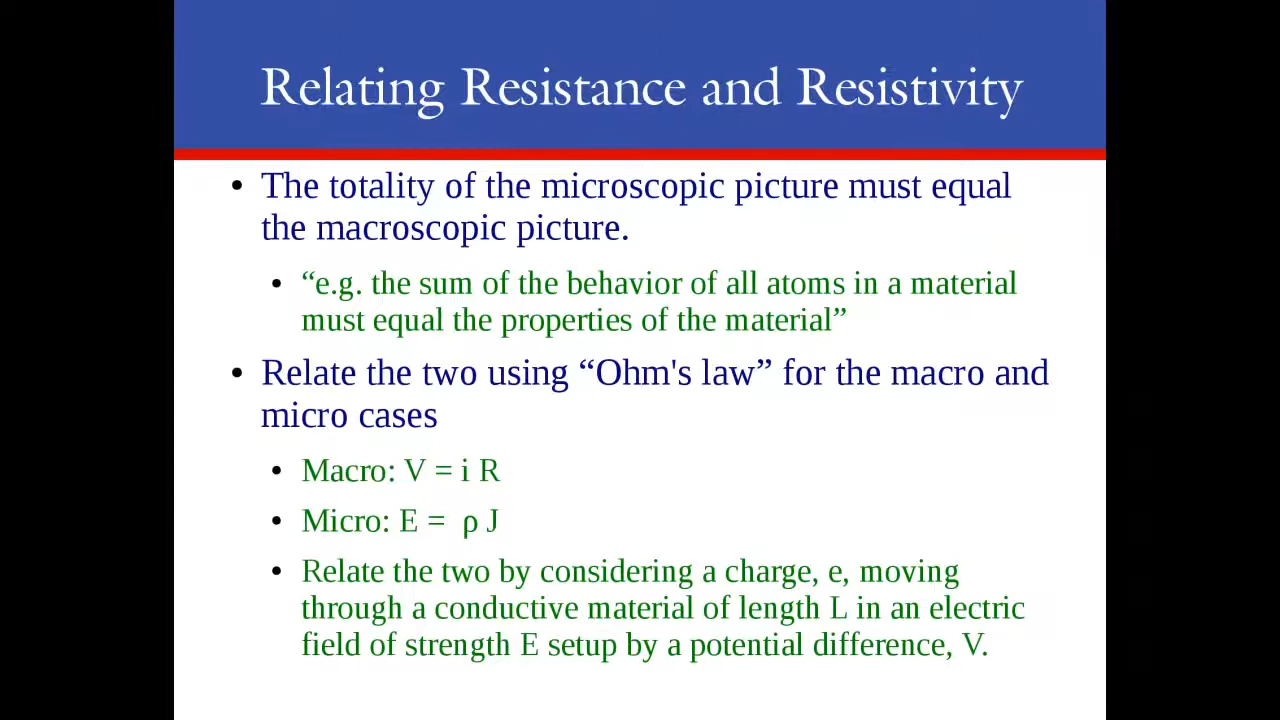 Relating Resistance and Resistivity
• The totality of the microscopic picture must equal
the macroscopic picture.
• “e.g. the sum of the behavior of all atoms in a material
must equal the properties of the material”
• Relate the two using “Ohm's law” for the macro and
micro cases
• Macro: V = i R
• Micro: E = ρ J
• Relate the two by considering a charge, e, moving
through a conductive material of length L in an electric
field of strength E setup by a potential difference, V.